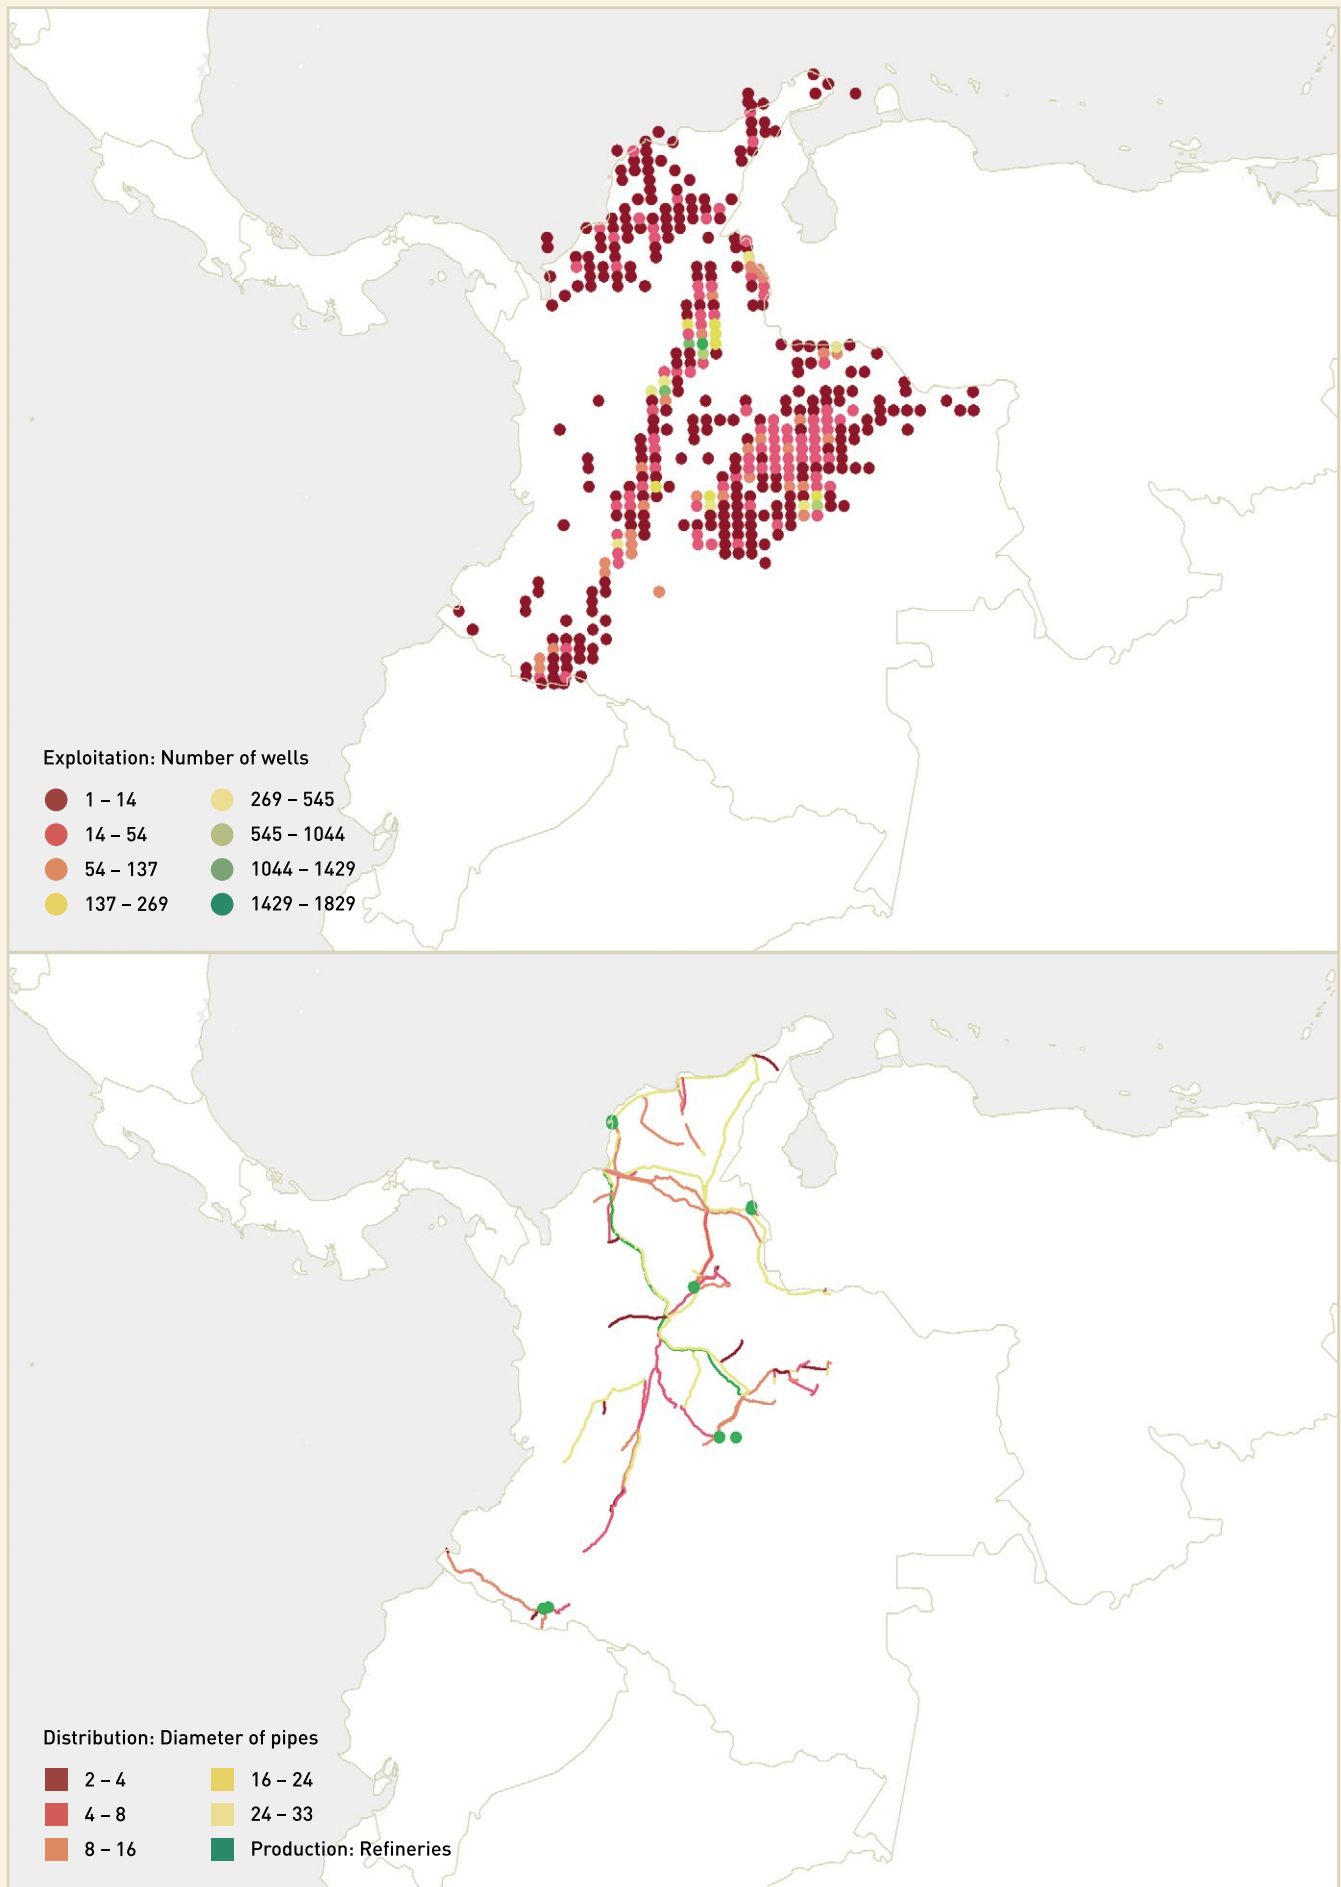 Exploitation: Number of wells
1 – 14
269 – 545
14 – 54
545 – 1044
54 – 137
1044 – 1429
137 – 269
1429 – 1829
Distribution: Diameter of pipes
2 – 4
16 – 24
4 – 8
24 – 33
8 – 16
Production: Refineries